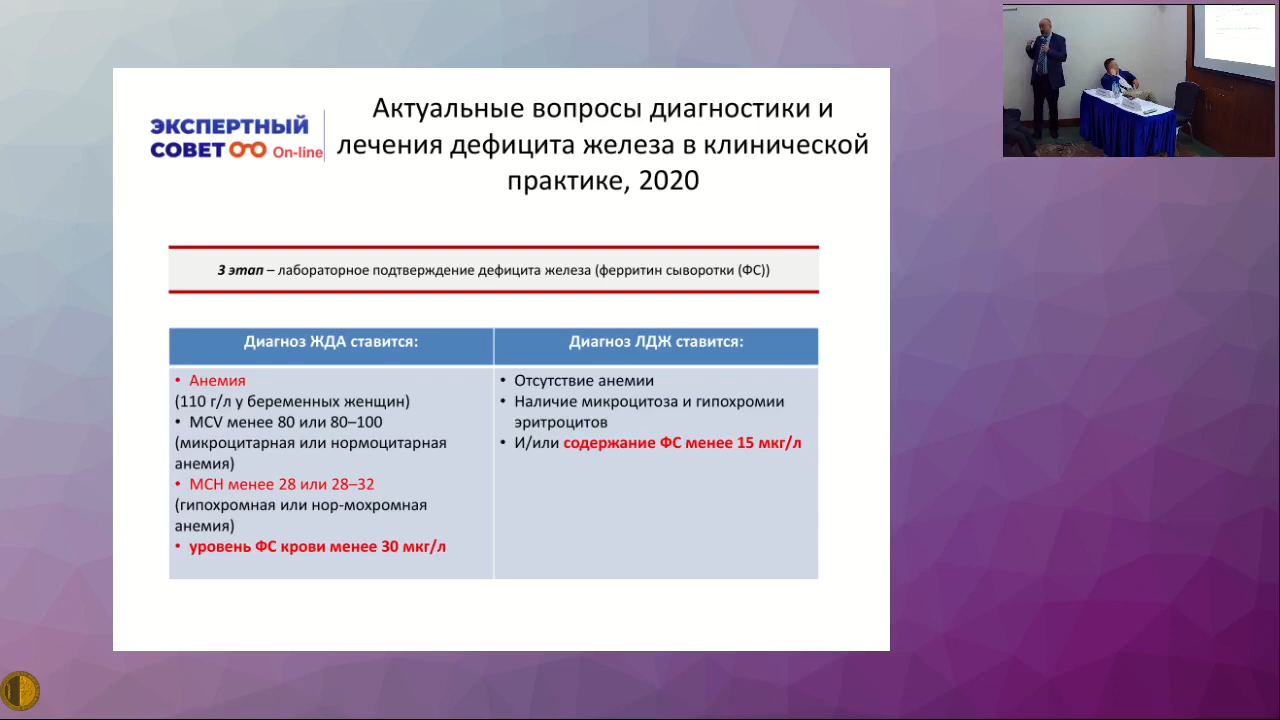 Актуальные вопросы диагностики и
лечения дефицита железа в клинической
практике, 2020
ЭКСПЕРТНЫЙ
СОВЕТ On-line
3 этап – лабораторное подтверждение дефицита железа (ферритин сыворотки (ФС))
Диагноз ЖДА ставится:
• Анемия
(110 г/л у беременных женщин)
• MCV менее 80 или 80–100
(микроцитарная или нормоцитарная
анемия)
• МСН менее 28 или 28–32
(гипохромная или нор-мохромная
анемия)
• уровень ФС крови менее 30 мкг/л
Диагноз ЛДЖ ставится:
• Отсутствие анемии
• Наличие микроцитоза и гипохромии
эритроцитов
• И/или содержание ФС менее 15 мкг/л